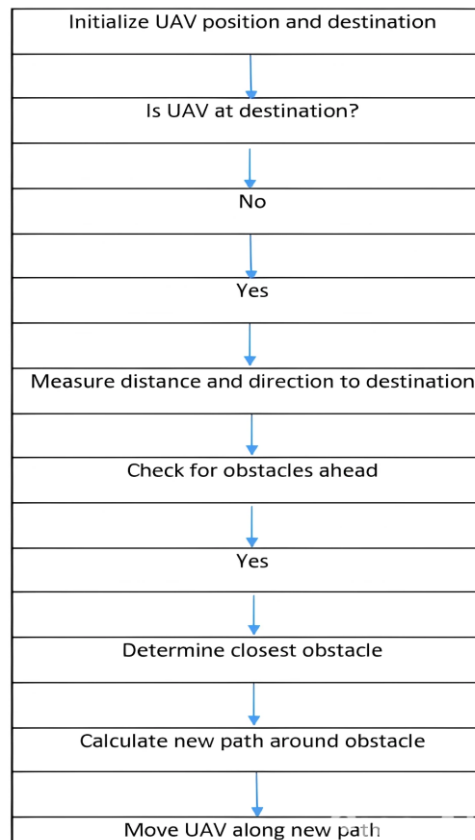 Initialize UAV position and destination
Is UAV at destination?
No
Yes
Measure distance and direction to destination
Check for obstacles ahead
Yes
Determine closest obstacle
Calculate new path around obstacle
Move UAV along new path